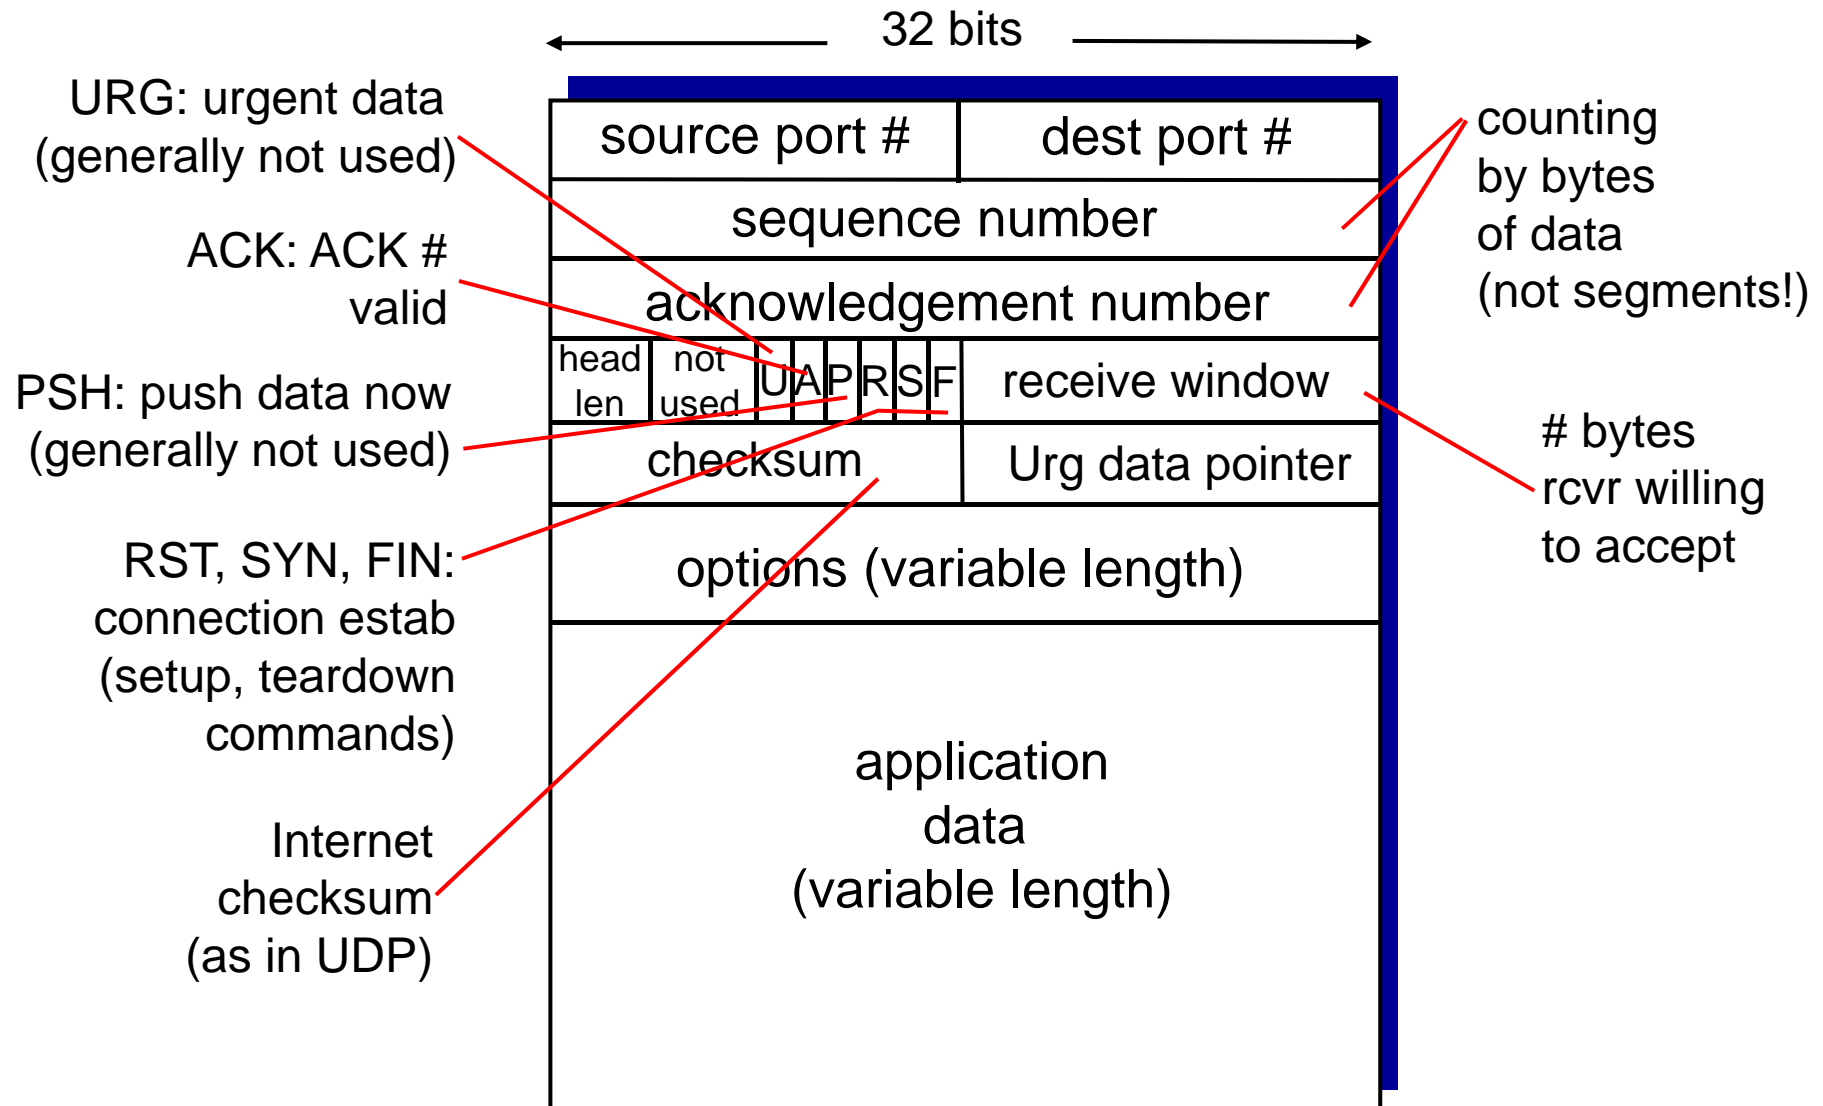 32 bits
URG: urgent data
(generally not used)
ACK: ACK #
valid
PSH: push data now
(generally not used)
RST, SYN, FIN:
connection estab
(setup, teardown
commands)
Internet
checksum
(as in UDP)
source port #
dest port #
sequence number
acknowledgement number
head
len
not
used
U
A
P
R
S
F
receive window
checksum
Urg data pointer
options (variable length)
application
data
(variable length)
counting
by bytes
of data
(not segments!)
# bytes
rcvr willing
to accept